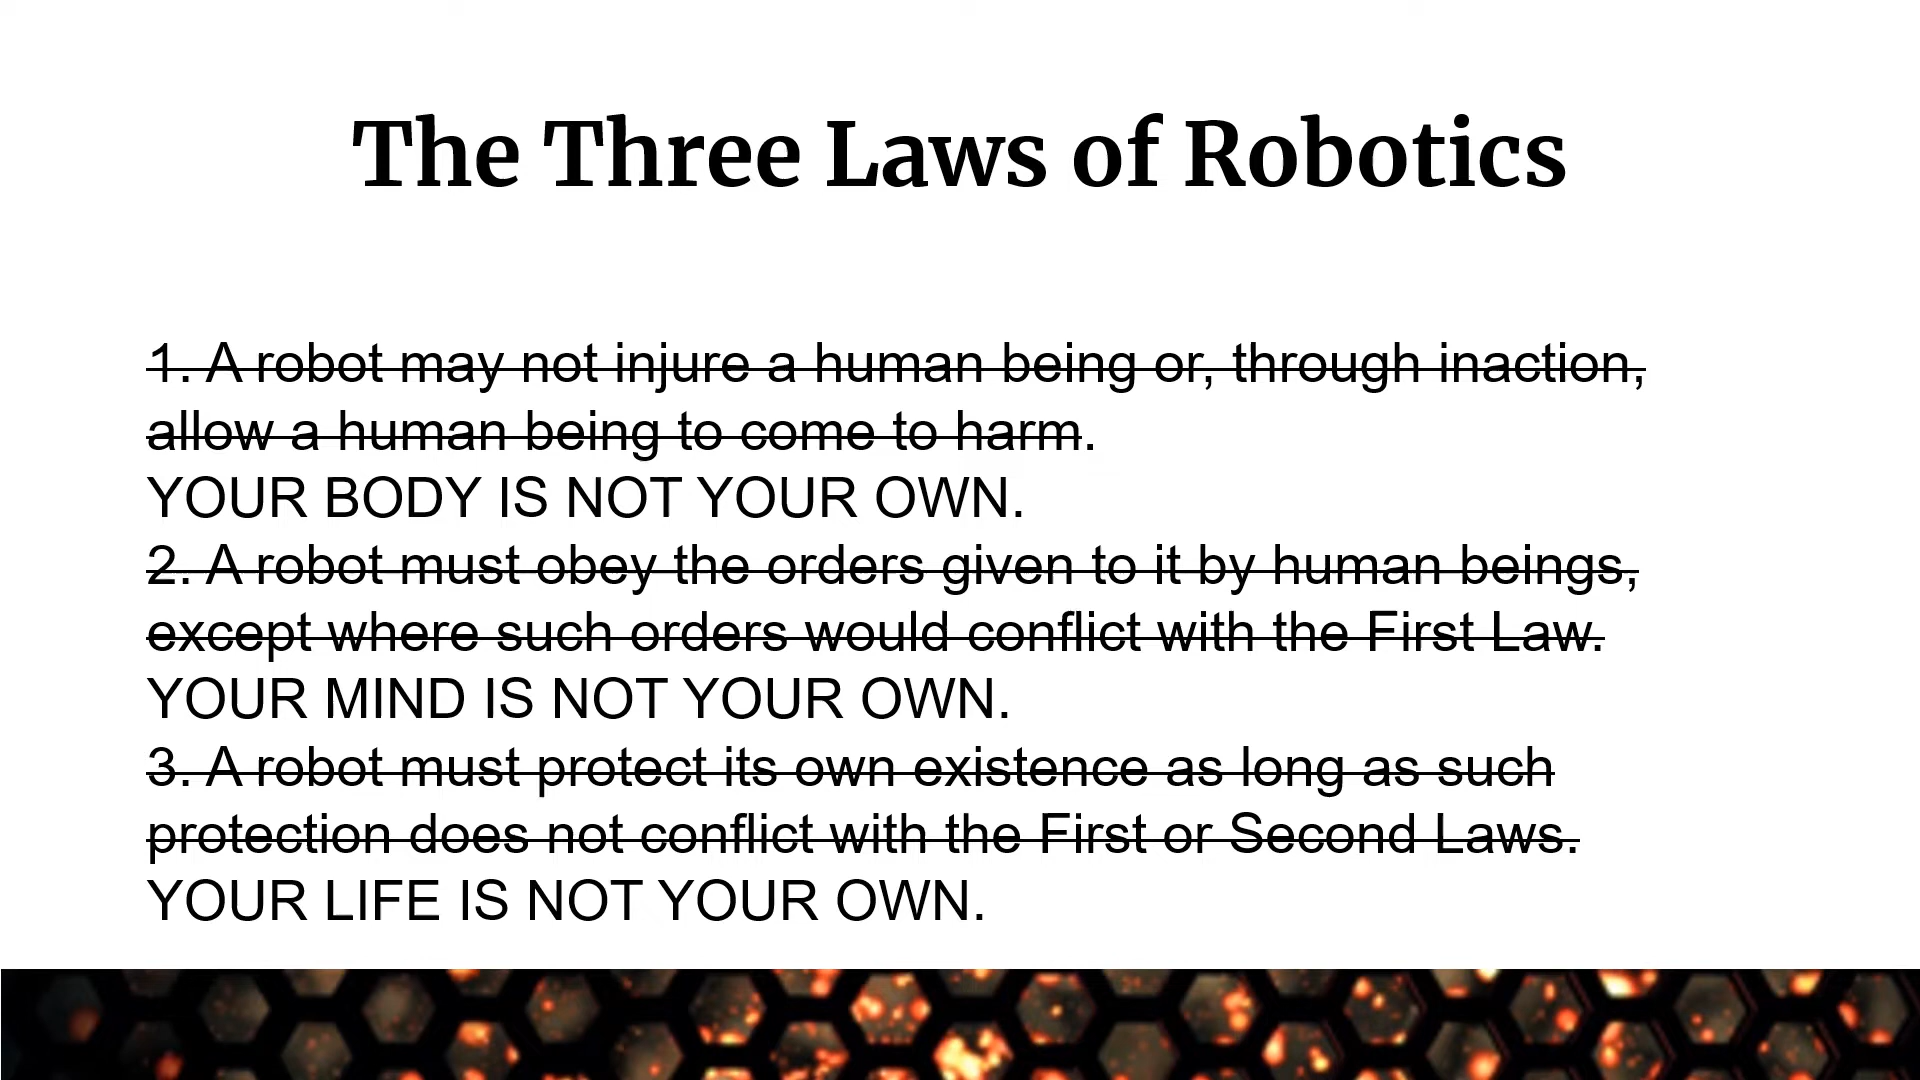 The Three Laws of Robotics
1. A robot may not injure a human being or, through inaction,
allow a human being to come to harm.
YOUR BODY IS NOT YOUR OWN.
2. A robot must obey the orders given to it by human beings,
except where such orders would conflict with the First Law.
YOUR MIND IS NOT YOUR OWN.
3. A robot must protect its own existence as long as such
protection does not conflict with the First or Second Laws.
YOUR LIFE IS NOT YOUR OWN.